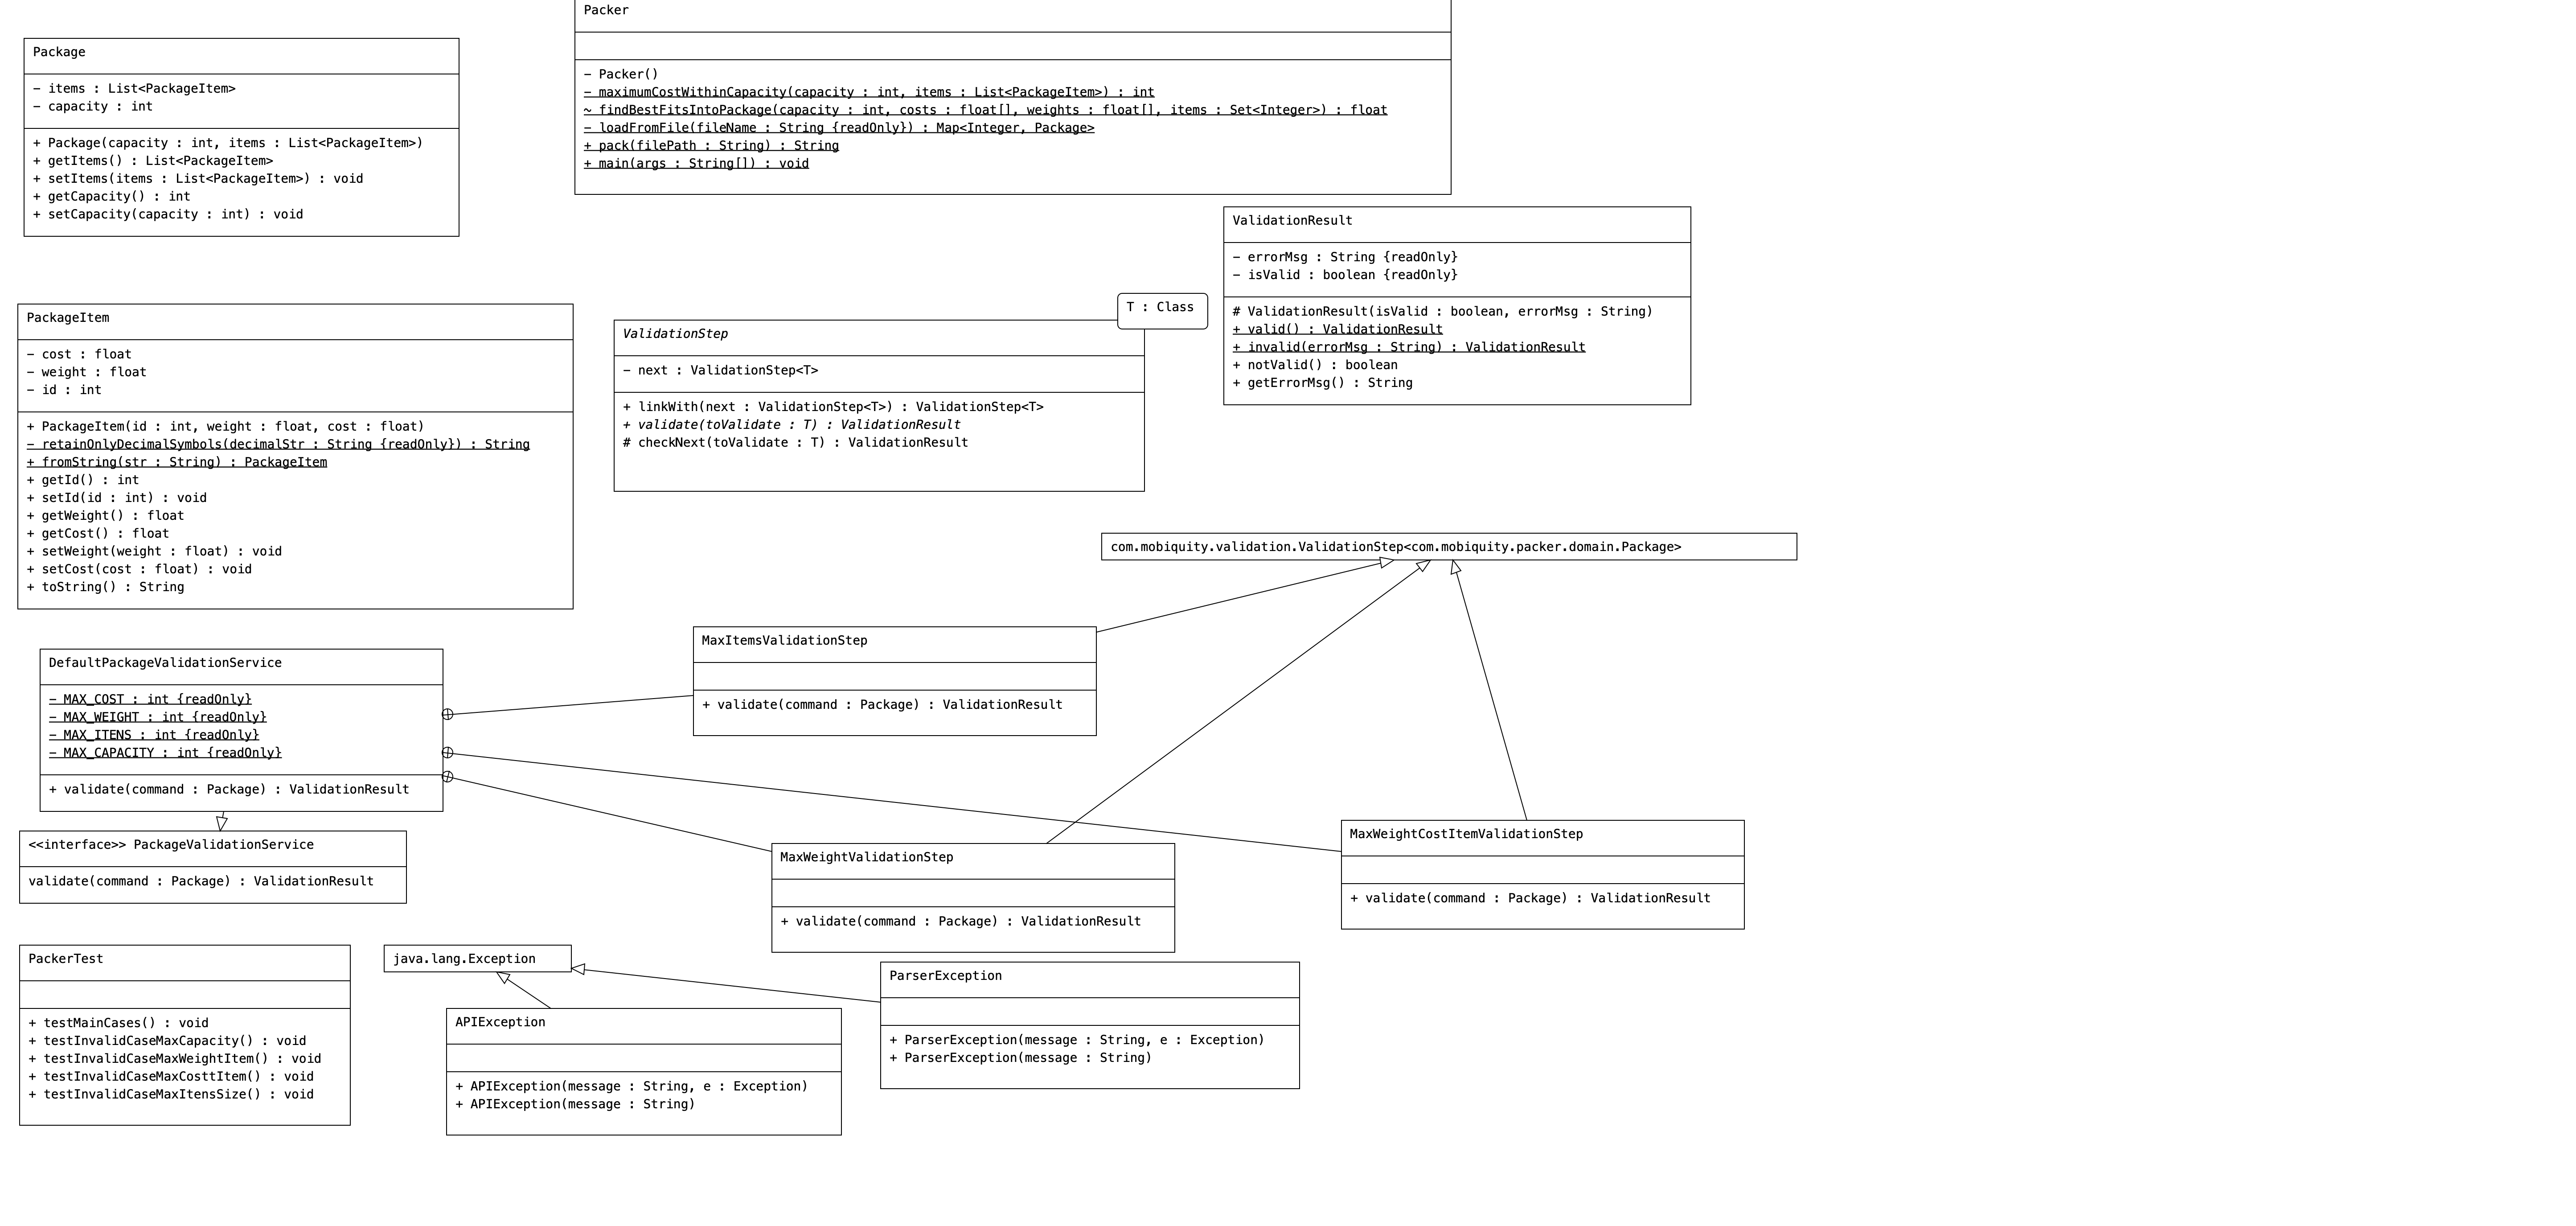 Packer
− Packer()
− maximumCostWithinCapacity(capacity : int, items : List<PackageItem>) : int
~ findBestFitsIntoPackage(capacity : int, costs : float[], weights : float[], items : Set<Integer>) : float
− loadFromFile(fileName : String {readOnly}) : Map<Integer, Package>
+ pack(filePath : String) : String
+ main(args : String[]) : void
Package
− items : List<PackageItem>
− capacity : int
+ Package(capacity : int, items : List<PackageItem>)
+ getItems() : List<PackageItem>
+ setItems(items : List<PackageItem>) : void
+ getCapacity() : int
+ setCapacity(capacity : int) : void
ValidationResult
− errorMsg : String {readOnly}
− isValid : boolean {readOnly}
# ValidationResult(isValid : boolean, errorMsg : String)
+ valid() : ValidationResult
+ invalid(errorMsg : String) : ValidationResult
+ notValid() : boolean
+ getErrorMsg() : String
PackageItem
− cost : float
− weight : float
− id : int
+ PackageItem(id : int, weight : float, cost : float)
− retainOnlyDecimalSymbols(decimalStr : String {readOnly}) : String
+ fromString(str : String) : PackageItem
+ getId() : int
+ setId(id : int) : void
+ getWeight() : float
+ getCost() : float
+ setWeight(weight : float) : void
+ setCost(cost : float) : void
+ toString() : String
T : Class
ValidationStep
− next : ValidationStep<T>
+ linkWith(next : ValidationStep<T>) : ValidationStep<T>
+ validate(toValidate : T) : ValidationResult
# checkNext(toValidate : T) : ValidationResult
com.mobiquity.validation.ValidationStep<com.mobiquity.packer.domain.Package>
MaxItemsValidationStep
+ validate(command : Package) : ValidationResult
DefaultPackageValidationService
− MAX_COST : int {readOnly}
− MAX_WEIGHT : int {readOnly}
− MAX_ITENS : int {readOnly}
− MAX_CAPACITY : int {readOnly}
+ validate(command : Package) : ValidationResult
<<interface>> PackageValidationService
validate(command : Package) : ValidationResult
MaxWeightValidationStep
+ validate(command : Package) : ValidationResult
MaxWeightCostItemValidationStep
+ validate(command : Package) : ValidationResult
PackerTest
+ testMainCases() : void
+ testInvalidCaseMaxCapacity() : void
+ testInvalidCaseMaxWeightItem() : void
+ testInvalidCaseMaxCosttItem() : void
+ testInvalidCaseMaxItensSize() : void
java.lang.Exception
APIException
+ APIException(message : String, e : Exception)
+ APIException(message : String)
ParserException
+ ParserException(message : String, e : Exception)
+ ParserException(message : String)